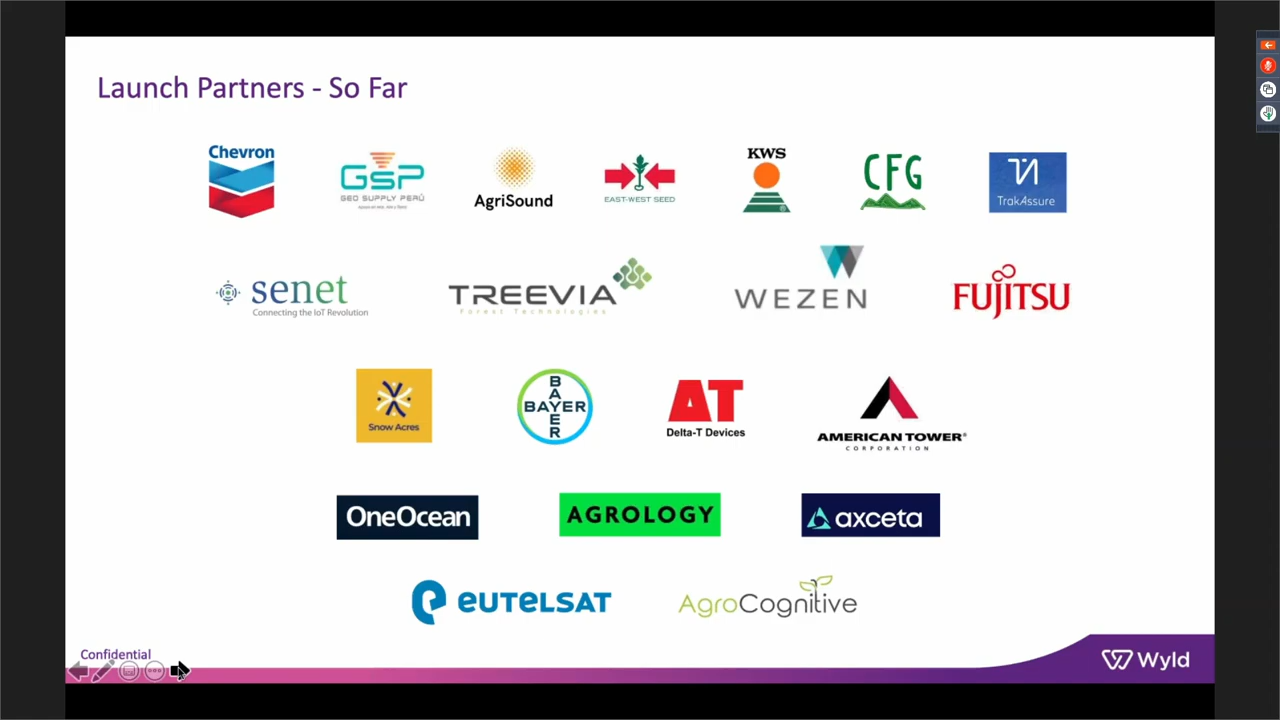 Launch Partners - So Far
Chevron
GSP
GEO SUPPLY PERÚ
AgriSound
EAST-WEST SEED
KWS
CFG
TrakAssure
senet
Connecting the IoT Revolution
TREEVIA
Forest Technologies
WEZEN
FUJITSU
Snow Acres
BAYER
BAYER
ΔT
Delta-T Devices
AMERICAN TOWER®
CORPORATION
OneOcean
AGROLOGY
axceta
eutelsat
AgroCognitive
Confidential
Wyld